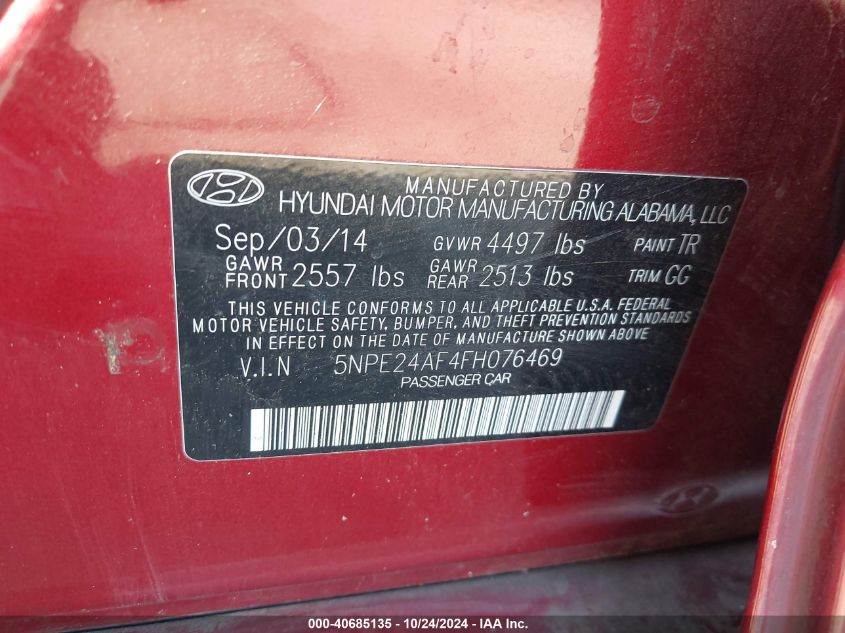 MANUFACTURED BY
HYUNDAI MOTOR MANUFACTURING ALABAMA, LLC
Sep/03/14 GVWR 4497 lbs PAINT TR
GAWR FRONT 2557 lbs GAWR REAR 2513 lbs TRIM GG
THIS VEHICLE CONFORMS TO ALL APPLICABLE U.S.A. FEDERAL
MOTOR VEHICLE SAFETY, BUMPER, AND THEFT PREVENTION STANDARDS
IN EFFECT ON THE DATE OF MANUFACTURE SHOWN ABOVE.
V.I.N 5NPE24AF4FH076469
PASSENGER CAR
000-40685135 - 10/24/2024 - IAA Inc.